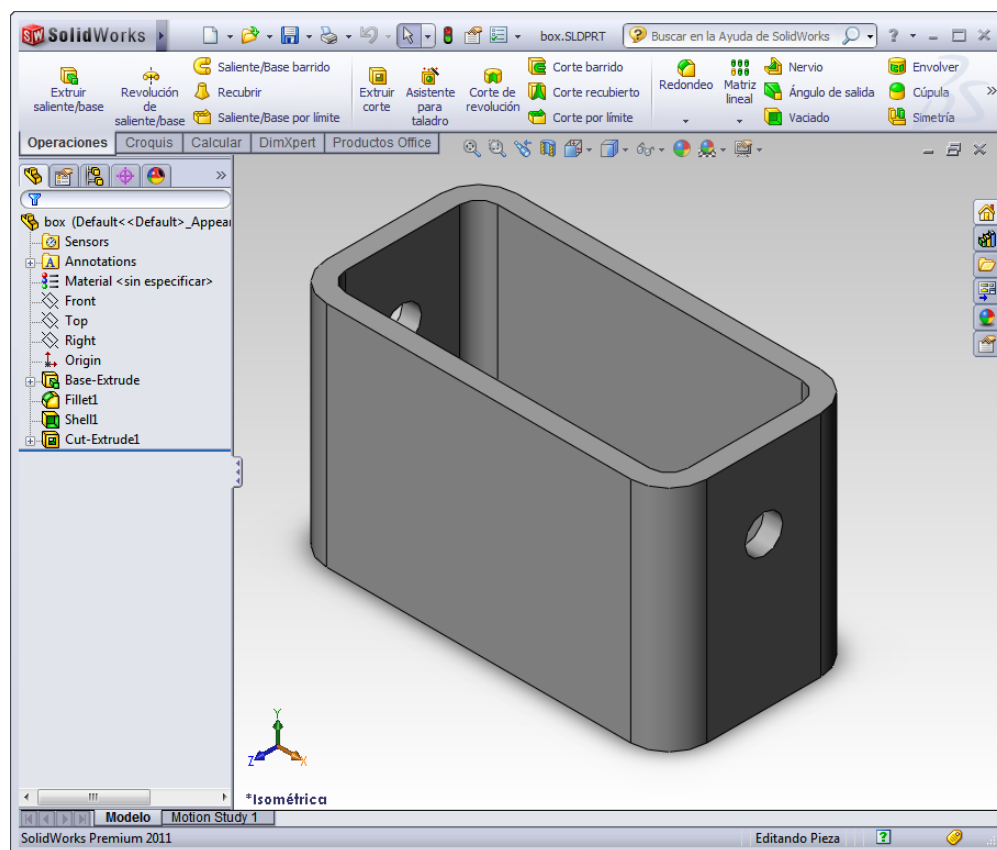 SolidWorks
box.SLDPRT
Buscar en la Ayuda de SolidWorks
Extruir saliente/base
Revolución de saliente/base
Saliente/Base barrido
Recubrir
Saliente/Base por límite
Extruir corte
Asistente para taladro
Corte de revolución
Corte barrido
Corte recubierto
Corte por límite
Redondeo
Matriz lineal
Nervio
Ángulo de salida
Vaciado
Envolver
Cúpula
Simetría
Operaciones
Croquis
Calcular
DimXpert
Productos Office
box (Default<<Default>_Appear
Sensors
Annotations
Material <sin especificar>
Front
Top
Right
Origin
Base-Extrude
Fillet1
Shell1
Cut-Extrude1
Y
Z
X
*Isométrica
Modelo
Motion Study 1
SolidWorks Premium 2011
Editando Pieza